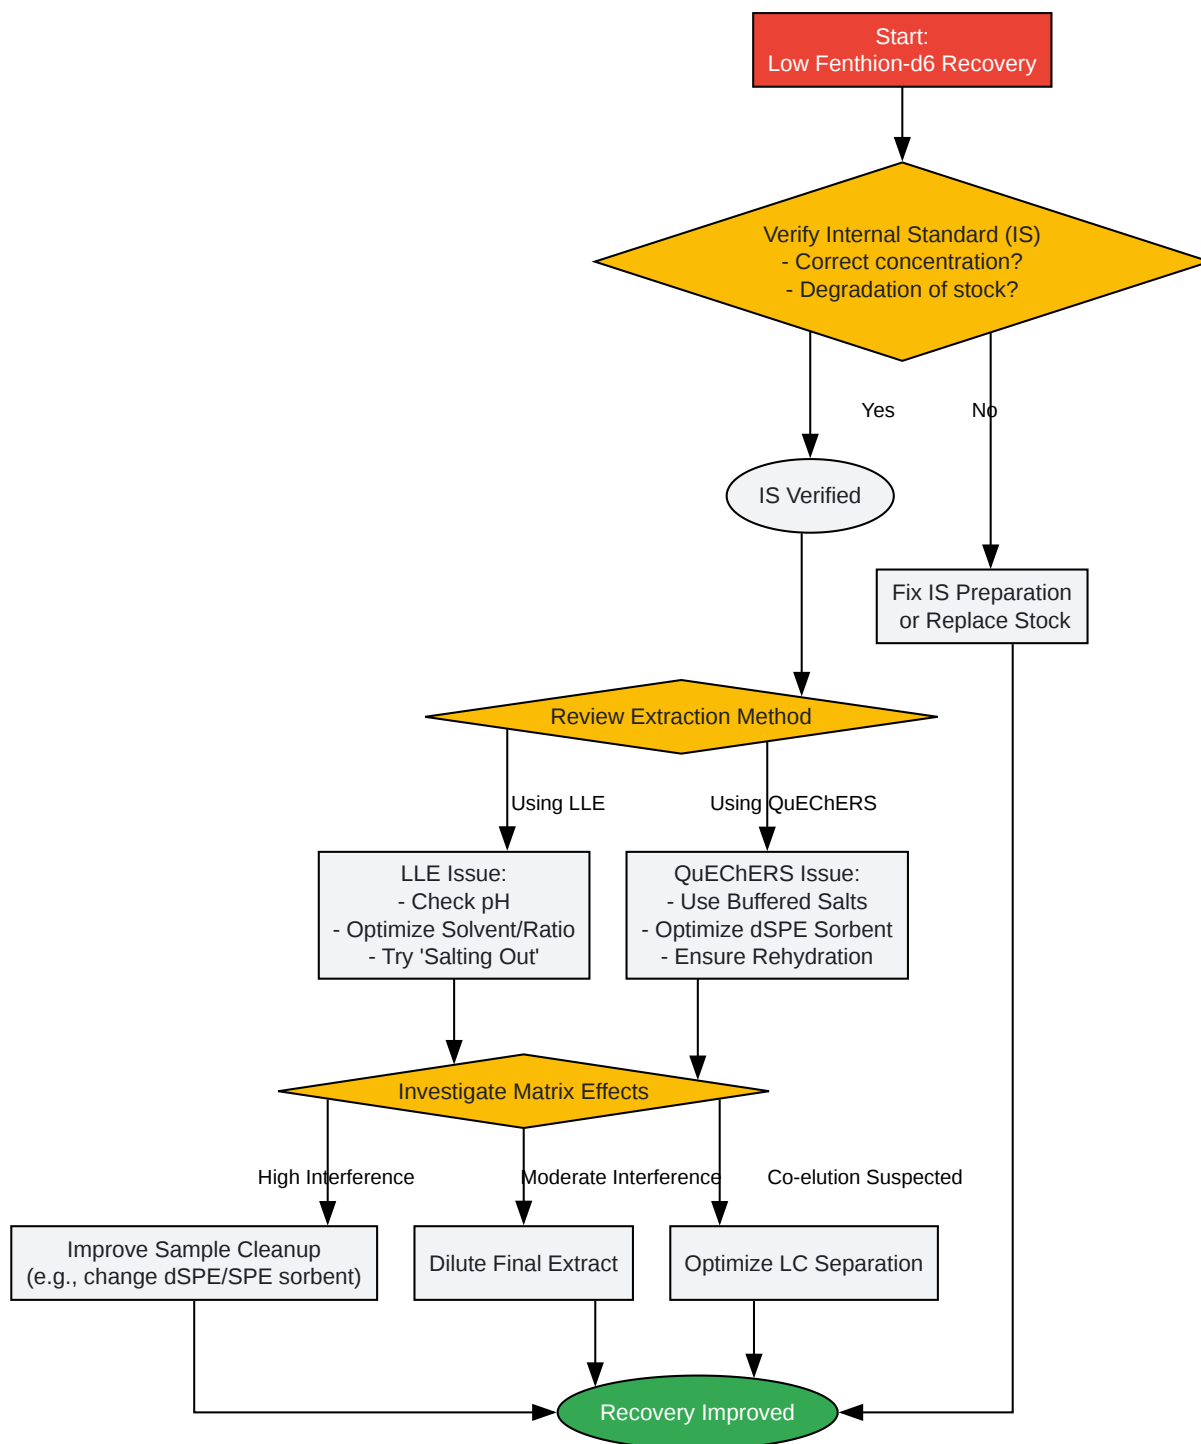 Start:
Low Fenthion-d6 Recovery
Verify Internal Standard (IS)
- Correct concentration?
- Degradation of stock?
Yes
No
IS Verified
Fix IS Preparation
or Replace Stock
Review Extraction Method
Using LLE
Using QuEChERS
LLE Issue:
- Check pH
- Optimize Solvent/Ratio
- Try 'Salting Out'
QuEChERS Issue:
- Use Buffered Salts
- Optimize dSPE Sorbent
- Ensure Rehydration
Investigate Matrix Effects
High Interference
Moderate Interference
Co-elution Suspected
Improve Sample Cleanup
(e.g., change dSPE/SPE sorbent)
Dilute Final Extract
Optimize LC Separation
Recovery Improved